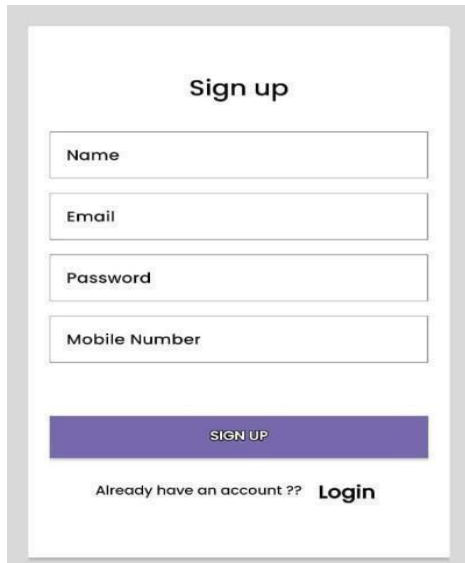 Sign up
Name
Email
Password
Mobile Number
SIGN UP
Already have an account ?? Login